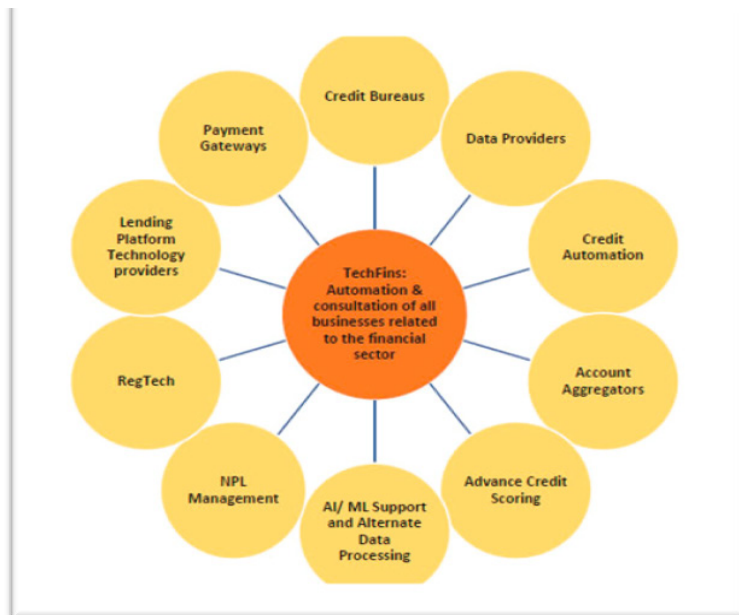 Credit Bureaus
Data Providers
Credit
Automation
Account
Aggregators
Advance Credit
Scoring
AI/ ML Support
and Alternate
Data
Processing
NPL
Management
RegTech
Lending
Platform
Technology
providers
Payment
Gateways
TechFins:
Automation &
consultation of all
businesses related
to the financial
sector